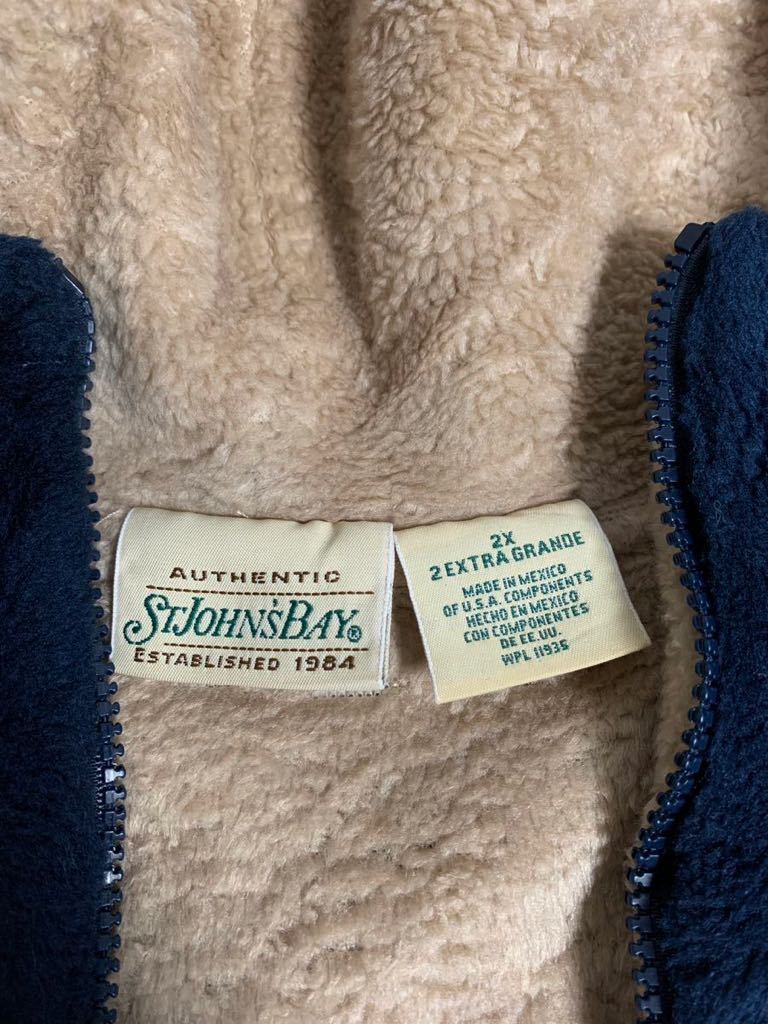 AUTHENTIC
ST.JOHN'S BAY®
ESTABLISHED 1984
2X
2 EXTRA GRANDE
MADE IN MEXICO
OF U.S.A. COMPONENTS
HECHO EN MEXICO
CON COMPONENTES
DE EE.UU.
WPL 11935